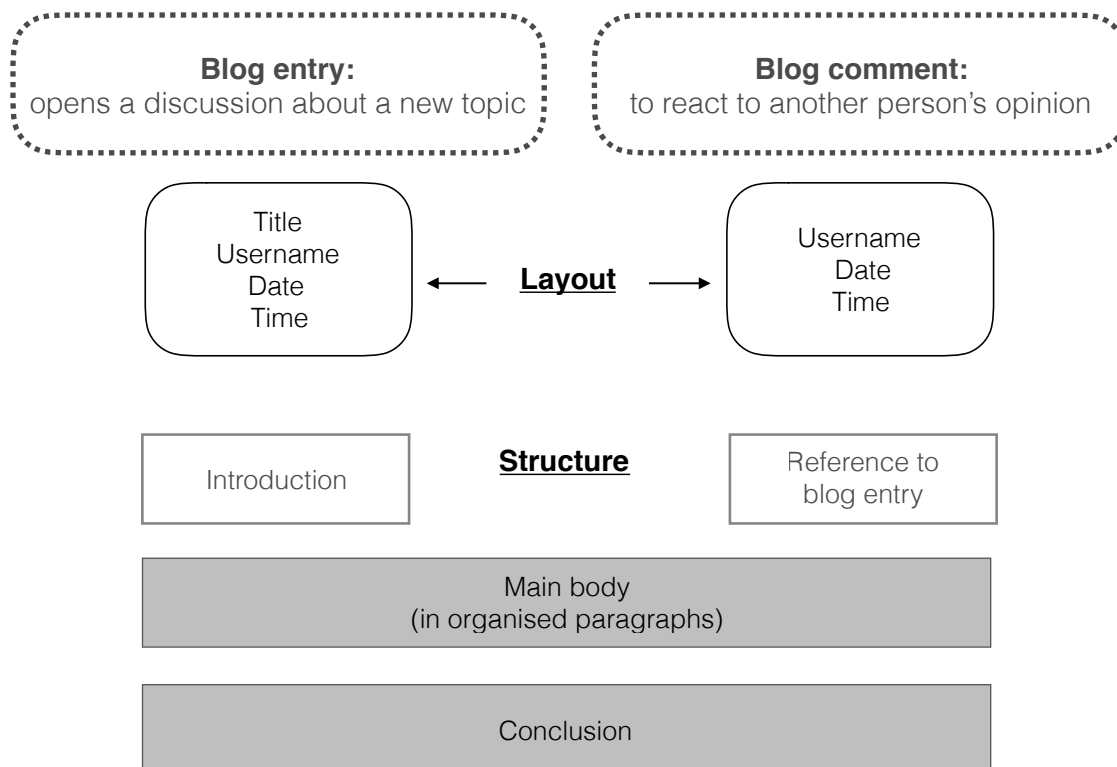 Blog entry:
opens a discussion about a new topic
Blog comment:
to react to another person’s opinion
Title
Username
Date
Time
Layout
Username
Date
Time
Introduction
Structure
Reference to
blog entry
Main body
(in organised paragraphs)
Conclusion